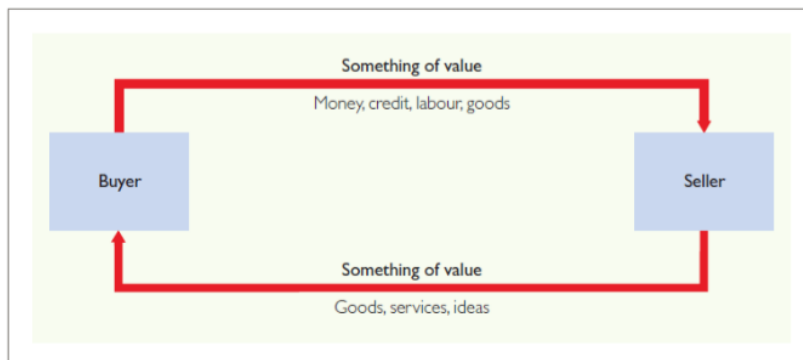 Something of value
Money, credit, labour, goods
Buyer
Seller
Something of value
Goods, services, ideas